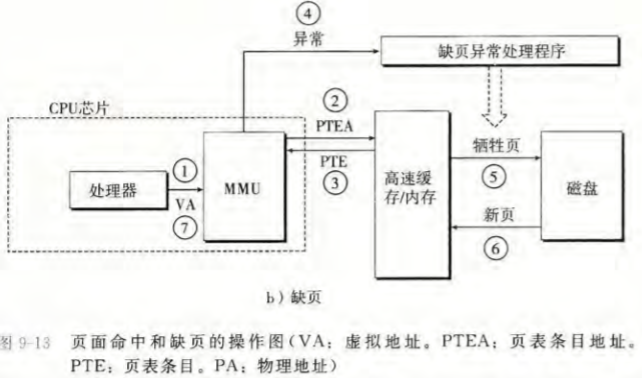 ④
异常
缺页异常处理程序
CPU芯片
②
PTEA
牺牲页
①
处理器
VA
⑦
MMU
PTE
③
高速缓
存/内存
⑤
磁盘
新页
⑥
b）缺页
图 9-13 页面命中和缺页的操作图(VA：虚拟地址。PTEA：页表条目地址。
PTE：页表条目。PA：物理地址)